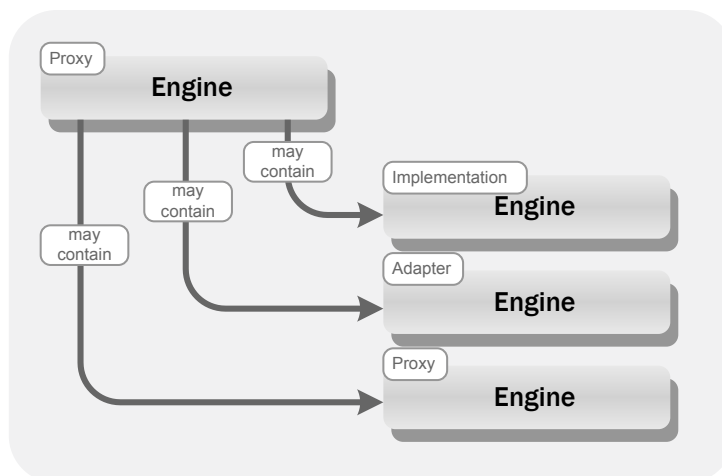 Proxy
Engine
may
contain
Implementation
Engine
may
contain
Adapter
Engine
may
contain
Proxy
Engine